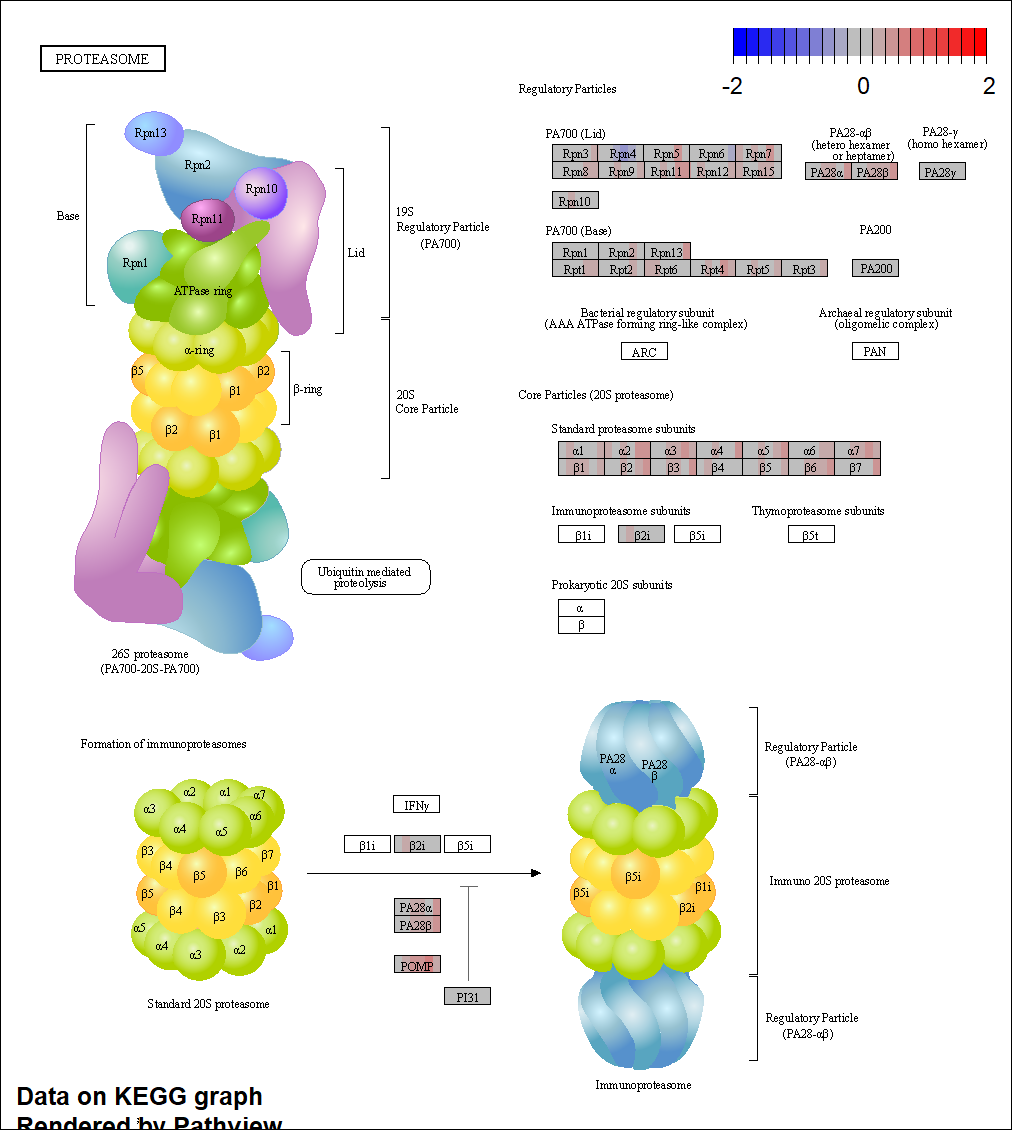 PROTEASOME
-2
0
2
Regulatory Particles
PA700 (Lid)
Rpn3 Rpn4 Rpn5 Rpn6 Rpn7
Rpn8 Rpn9 Rpn11 Rpn12 Rpn15
Rpn10
PA28-αβ
(hetero hexamer
or heptamer)
PA28α PA28β
PA28-γ
(homo hexamer)
PA28γ
PA700 (Base)
Rpn1 Rpn2 Rpn13
Rpt1 Rpt2 Rpt6 Rpt4 Rpt5 Rpt3
PA200
PA200
Bacterial regulatory subunit
(AAA ATPase forming ring-like complex)
ARC
Archaeal regulatory subunit
(oligomelic complex)
PAN
Core Particles (20S proteasome)
Standard proteasome subunits
α1 α2 α3 α4 α5 α6 α7
β1 β2 β3 β4 β5 β6 β7
Immunoproteasome subunits
β1i β2i β5i
Thymoproteasome subunits
β5t
Prokaryotic 20S subunits
α
β
Rpn13
Rpn2
Rpn10
Rpn11
Rpn1
ATPase ring
α-ring
β5
β2
β1
β2
β1
Base
Lid
19S
Regulatory Particle
(PA700)
β-ring
20S
Core Particle
Ubiquitin mediated
proteolysis
26S proteasome
(PA700-20S-PA700)
Formation of immunoproteasomes
α3 α2 α1 α7
α4 α5 α6
β3 β4 β5 β6 β7
β5 β4 β3 β2 β1
α5 α4 α3 α2 α1
Standard 20S proteasome
IFNγ
β1i β2i β5i
PA28α
PA28β
POMP
PI31
PA28
α
PA28
β
β5i
β5i
β1i
β2i
Regulatory Particle
(PA28-αβ)
Immuno 20S proteasome
Regulatory Particle
(PA28-αβ)
Immunoproteasome
Data on KEGG graph
Rendered by Pathview